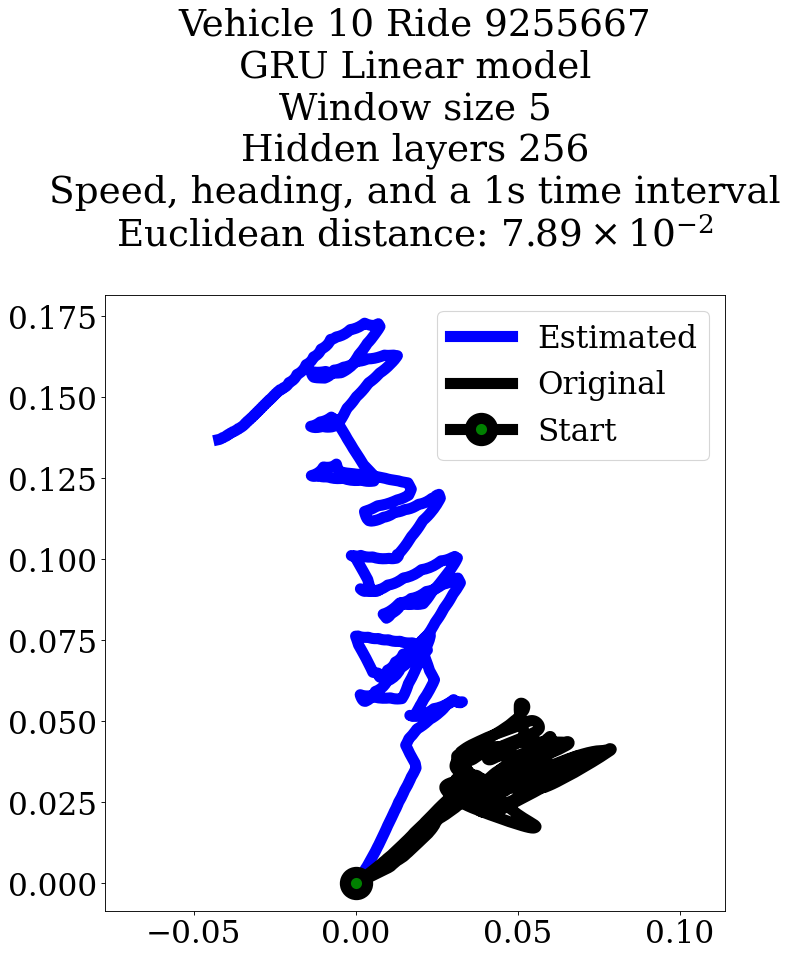 Vehicle 10 Ride 9255667
GRU Linear model
Window size 5
Hidden layers 256
Speed, heading, and a 1s time interval
Euclidean distance: 7.89 × 10⁻²
0.175
0.150
0.125
0.100
0.075
0.050
0.025
0.000
Estimated
Original
Start
−0.05
0.00
0.05
0.10